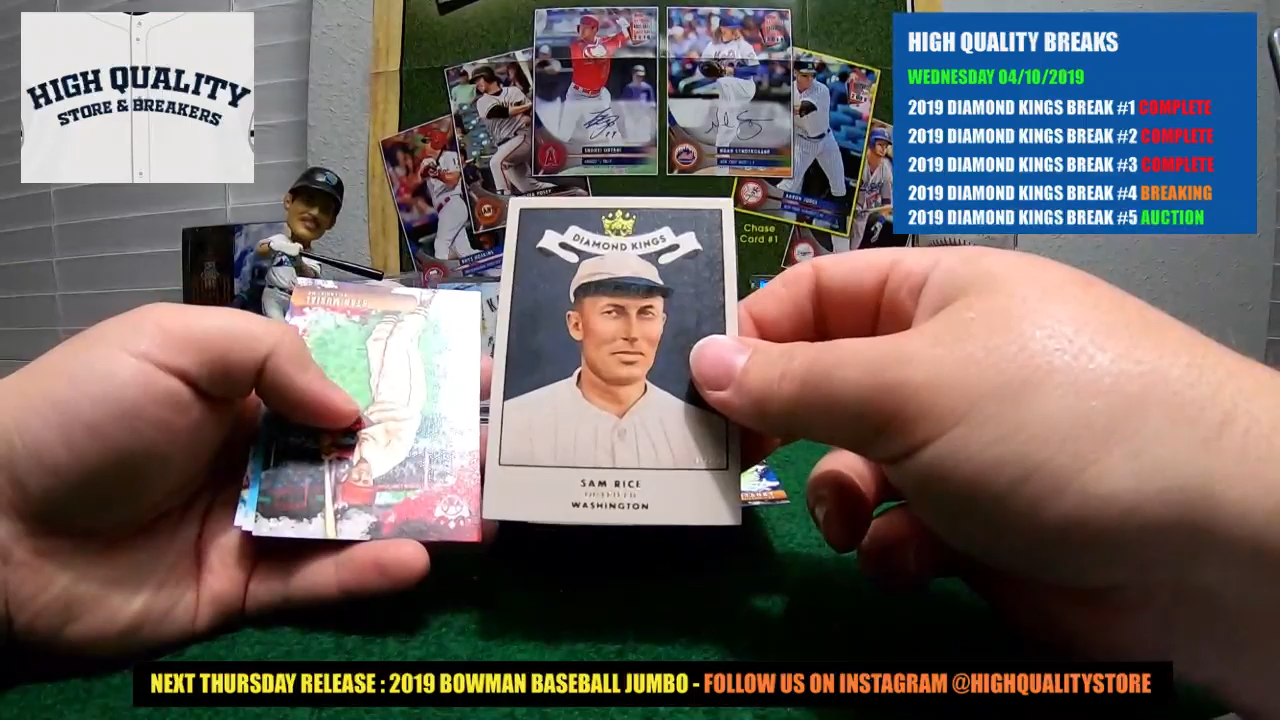 HIGH QUALITY
STORE & BREAKERS
HIGH QUALITY BREAKS
WEDNESDAY 04/10/2019
2019 DIAMOND KINGS BREAK #1 COMPLETE
2019 DIAMOND KINGS BREAK #2 COMPLETE
2019 DIAMOND KINGS BREAK #3 COMPLETE
2019 DIAMOND KINGS BREAK #4 BREAKING
2019 DIAMOND KINGS BREAK #5 AUCTION
Chase
Card #1
DIAMOND KINGS
STAN MUSIAL
SAM RICE
OUTFIELD
WASHINGTON
NEXT THURSDAY RELEASE : 2019 BOWMAN BASEBALL JUMBO - FOLLOW US ON INSTAGRAM @HIGHQUALITYSTORE